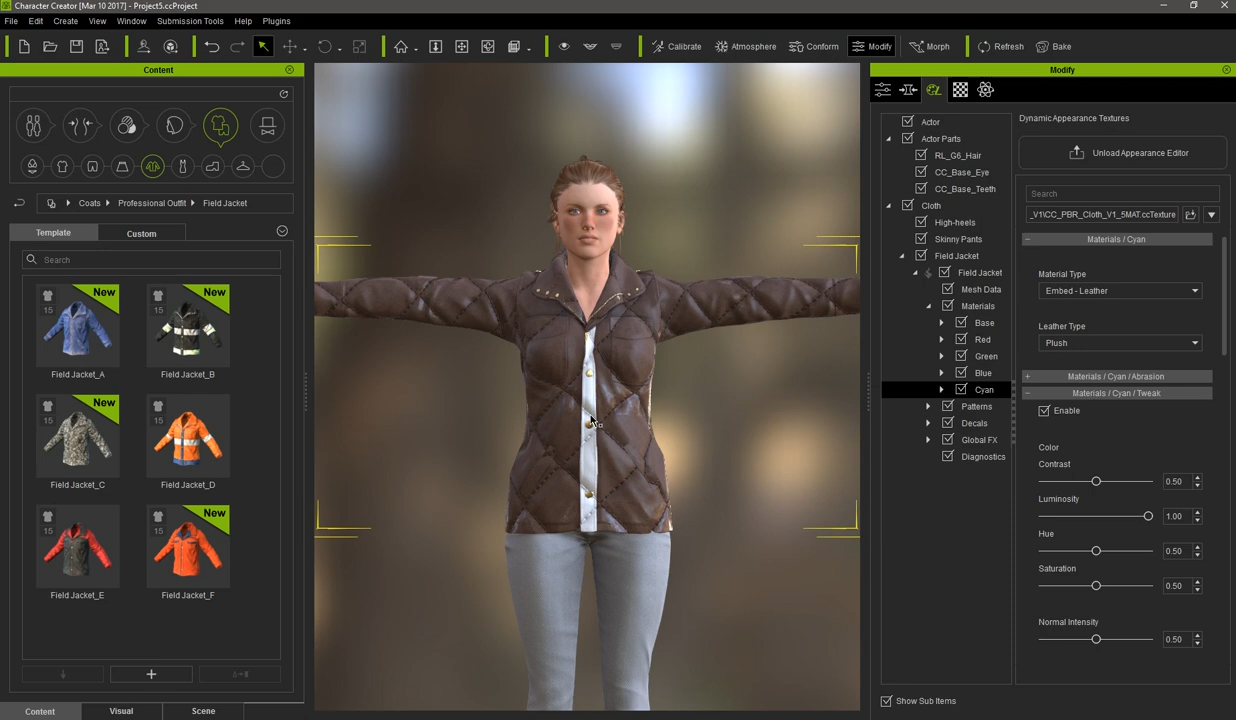 Character Creator [Mar 10 2017] - Project5.ccProject
File Edit Create View Window Submission Tools Help Plugins
Calibrate Atmosphere Conform Modify Morph Refresh Bake
Content
Coats Professional Outfit Field Jacket
Template Custom
Search
New
15
Field Jacket_A
New
15
Field Jacket_B
New
15
Field Jacket_C
15
Field Jacket_D
15
Field Jacket_E
New
15
Field Jacket_F
Content Visual Scene
Modify
Actor
Actor Parts
RL_G6_Hair
CC_Base_Eye
CC_Base_Teeth
Cloth
High-heels
Skinny Pants
Field Jacket
Field Jacket
Mesh Data
Materials
Base
Red
Green
Blue
Cyan
Patterns
Decals
Global FX
Diagnostics
Show Sub Items
Dynamic Appearance Textures
Unload Appearance Editor
Search
_V1\CC_PBR_Cloth_V1_5MAT.ccTexture
Materials / Cyan
Material Type
Embed - Leather
Leather Type
Plush
Materials / Cyan / Abrasion
Materials / Cyan / Tweak
Enable
Color
Contrast
0.50
Luminosity
1.00
Hue
0.50
Saturation
0.50
Normal Intensity
0.50